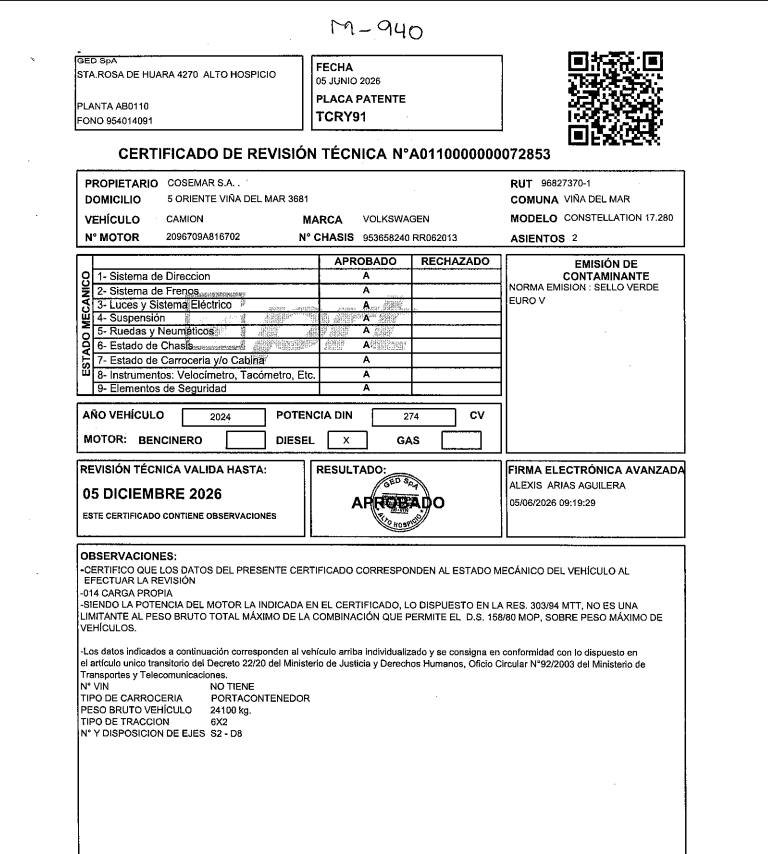 M-940
GED SpA
STA.ROSA DE HUARA 4270 ALTO HOSPICIO
PLANTA AB0110
FONO 954014091
FECHA
05 JUNIO 2026
PLACA PATENTE
TCRY91
CERTIFICADO DE REVISIÓN TÉCNICA N°A0110000000072853
PROPIETARIO COSEMAR S.A. . RUT 96827370-1
DOMICILIO 5 ORIENTE VIÑA DEL MAR 3681 COMUNA VIÑA DEL MAR
VEHÍCULO CAMION MARCA VOLKSWAGEN MODELO CONSTELLATION 17.280
N° MOTOR 2096709A816702 N° CHASIS 953658240 RR062013 ASIENTOS 2
ESTADO MECANICO
APROBADO RECHAZADO
1- Sistema de Direccion A
2- Sistema de Frenos A
3- Luces y Sistema Eléctrico A
4- Suspensión A
5- Ruedas y Neumáticos A
6- Estado de Chasis A
7- Estado de Carroceria y/o Cabina A
8- Instrumentos: Velocímetro, Tacómetro, Etc. A
9- Elementos de Seguridad A
EMISIÓN DE
CONTAMINANTE
NORMA EMISION : SELLO VERDE
EURO V
AÑO VEHÍCULO 2024 POTENCIA DIN 274 CV
MOTOR: BENCINERO DIESEL X GAS
REVISIÓN TÉCNICA VALIDA HASTA:
05 DICIEMBRE 2026
ESTE CERTIFICADO CONTIENE OBSERVACIONES
RESULTADO:
APROBADO
GED SpA
ALTO HOSPICIO
FIRMA ELECTRÓNICA AVANZADA
ALEXIS ARIAS AGUILERA
05/06/2026 09:19:29
OBSERVACIONES:
-CERTIFICO QUE LOS DATOS DEL PRESENTE CERTIFICADO CORRESPONDEN AL ESTADO MECÁNICO DEL VEHÍCULO AL
EFECTUAR LA REVISIÓN
-014 CARGA PROPIA
-SIENDO LA POTENCIA DEL MOTOR LA INDICADA EN EL CERTIFICADO, LO DISPUESTO EN LA RES. 303/94 MTT, NO ES UNA
LIMITANTE AL PESO BRUTO TOTAL MÁXIMO DE LA COMBINACIÓN QUE PERMITE EL D.S. 158/80 MOP, SOBRE PESO MÁXIMO DE
VEHÍCULOS.
-Los datos indicados a continuación corresponden al vehículo arriba individualizado y se consigna en conformidad con lo dispuesto en
el artículo unico transitorio del Decreto 22/20 del Ministerio de Justicia y Derechos Humanos, Oficio Circular N°92/2003 del Ministerio de
Transportes y Telecomunicaciones.
N° VIN NO TIENE
TIPO DE CARROCERIA PORTACONTENEDOR
PESO BRUTO VEHÍCULO 24100 kg.
TIPO DE TRACCION 6X2
N° Y DISPOSICION DE EJES S2 - D8